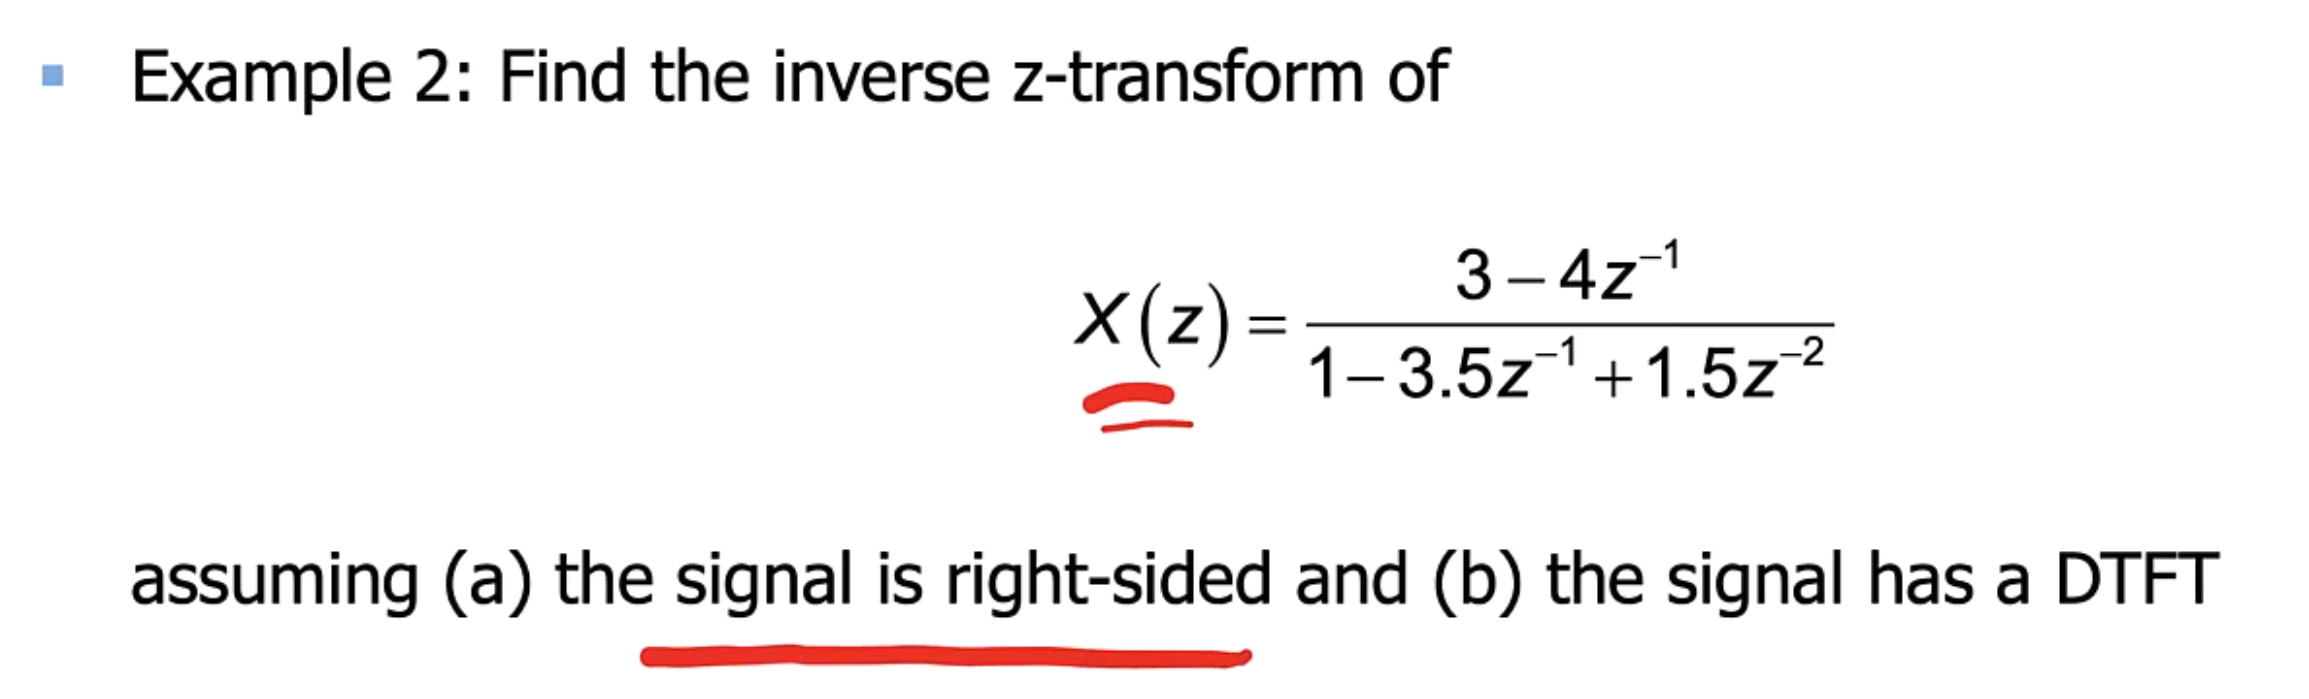 ▪ Example 2: Find the inverse z-transform of
X(z) = \frac{3 – 4z^{–1}}{1 – 3.5z^{–1} + 1.5z^{–2}}
assuming (a) the signal is right-sided and (b) the signal has a DTFT